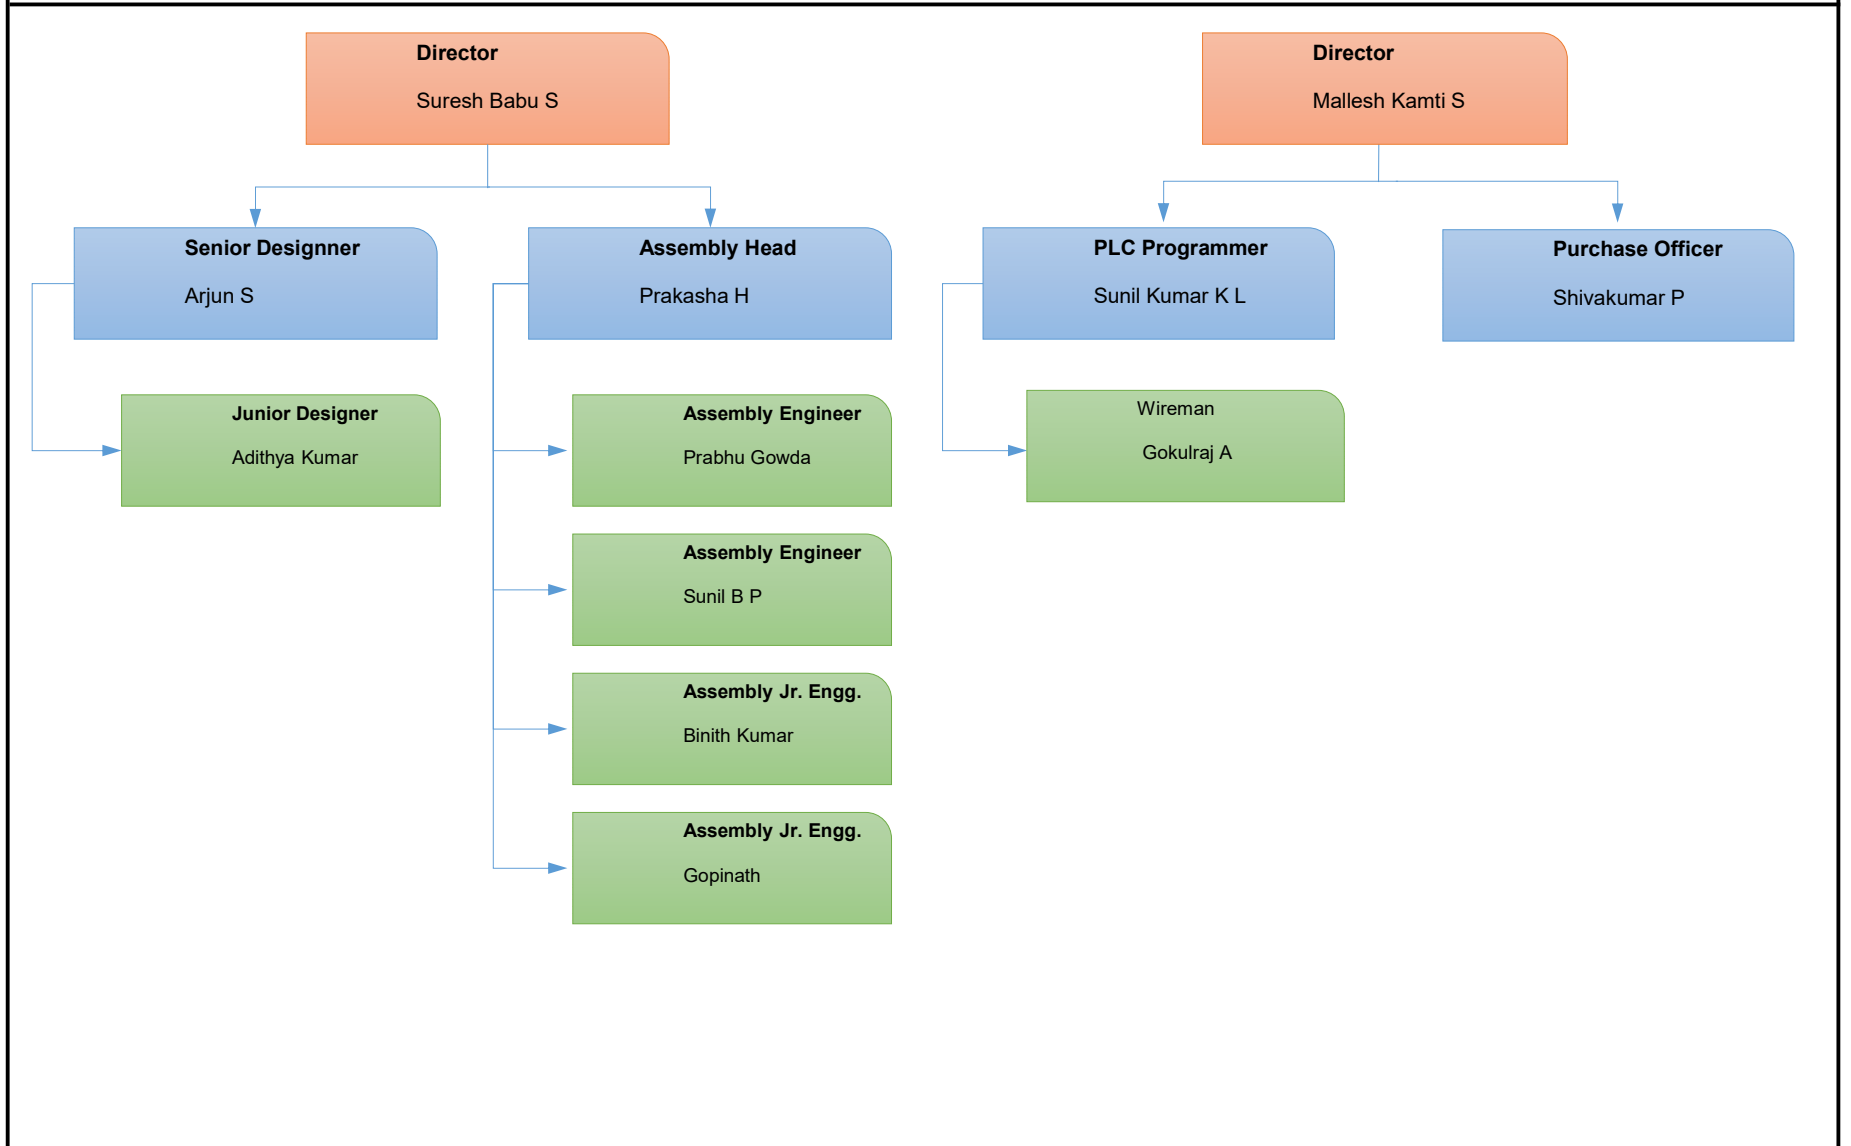 Director
Suresh Babu S
Director
Mallesh Kamti S
Senior Designner
Arjun S
Assembly Head
Prakasha H
PLC Programmer
Sunil Kumar K L
Purchase Officer
Shivakumar P
Junior Designer
Adithya Kumar
Assembly Engineer
Prabhu Gowda
Wireman
Gokulraj A
Assembly Engineer
Sunil B P
Assembly Jr. Engg.
Binith Kumar
Assembly Jr. Engg.
Gopinath